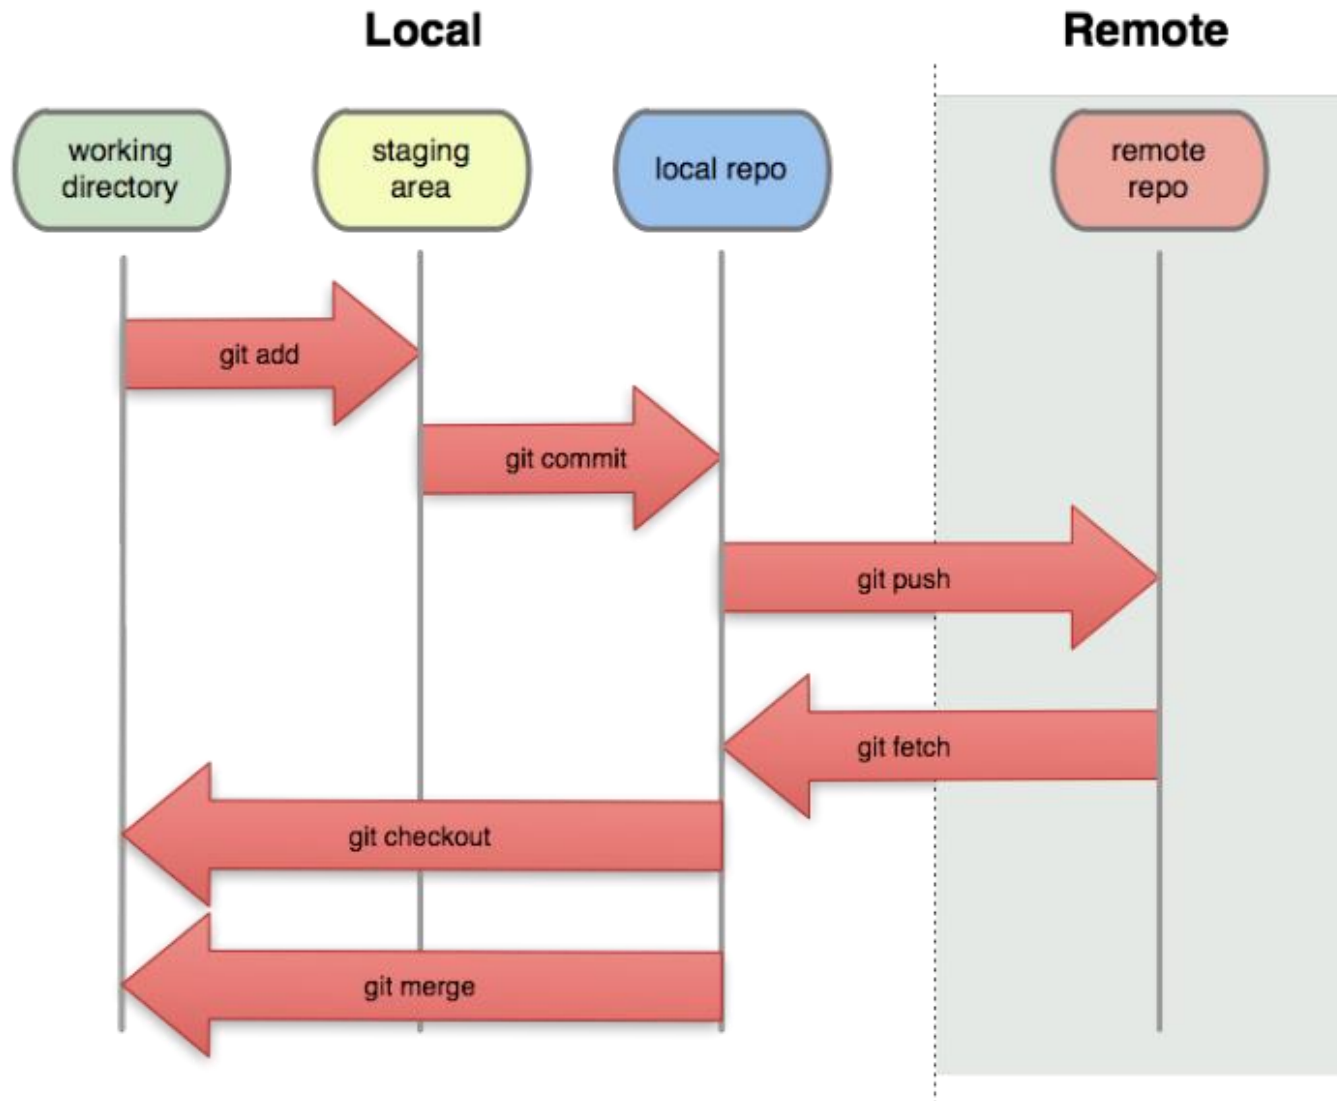 Local
Remote
working
directory
staging
area
local repo
remote
repo
git add
git commit
git push
git fetch
git checkout
git merge